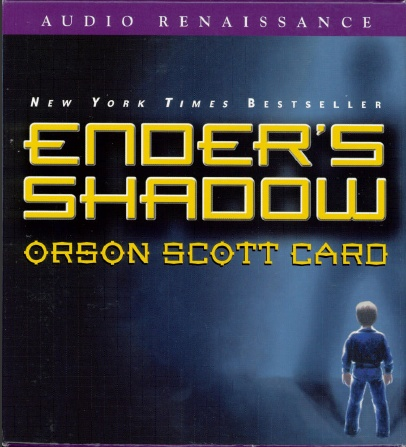 AUDIO RENAISSANCE
NEW YORK TIMES BESTSELLER
ENDER'S
SHADOW
ORSON SCOTT CARD